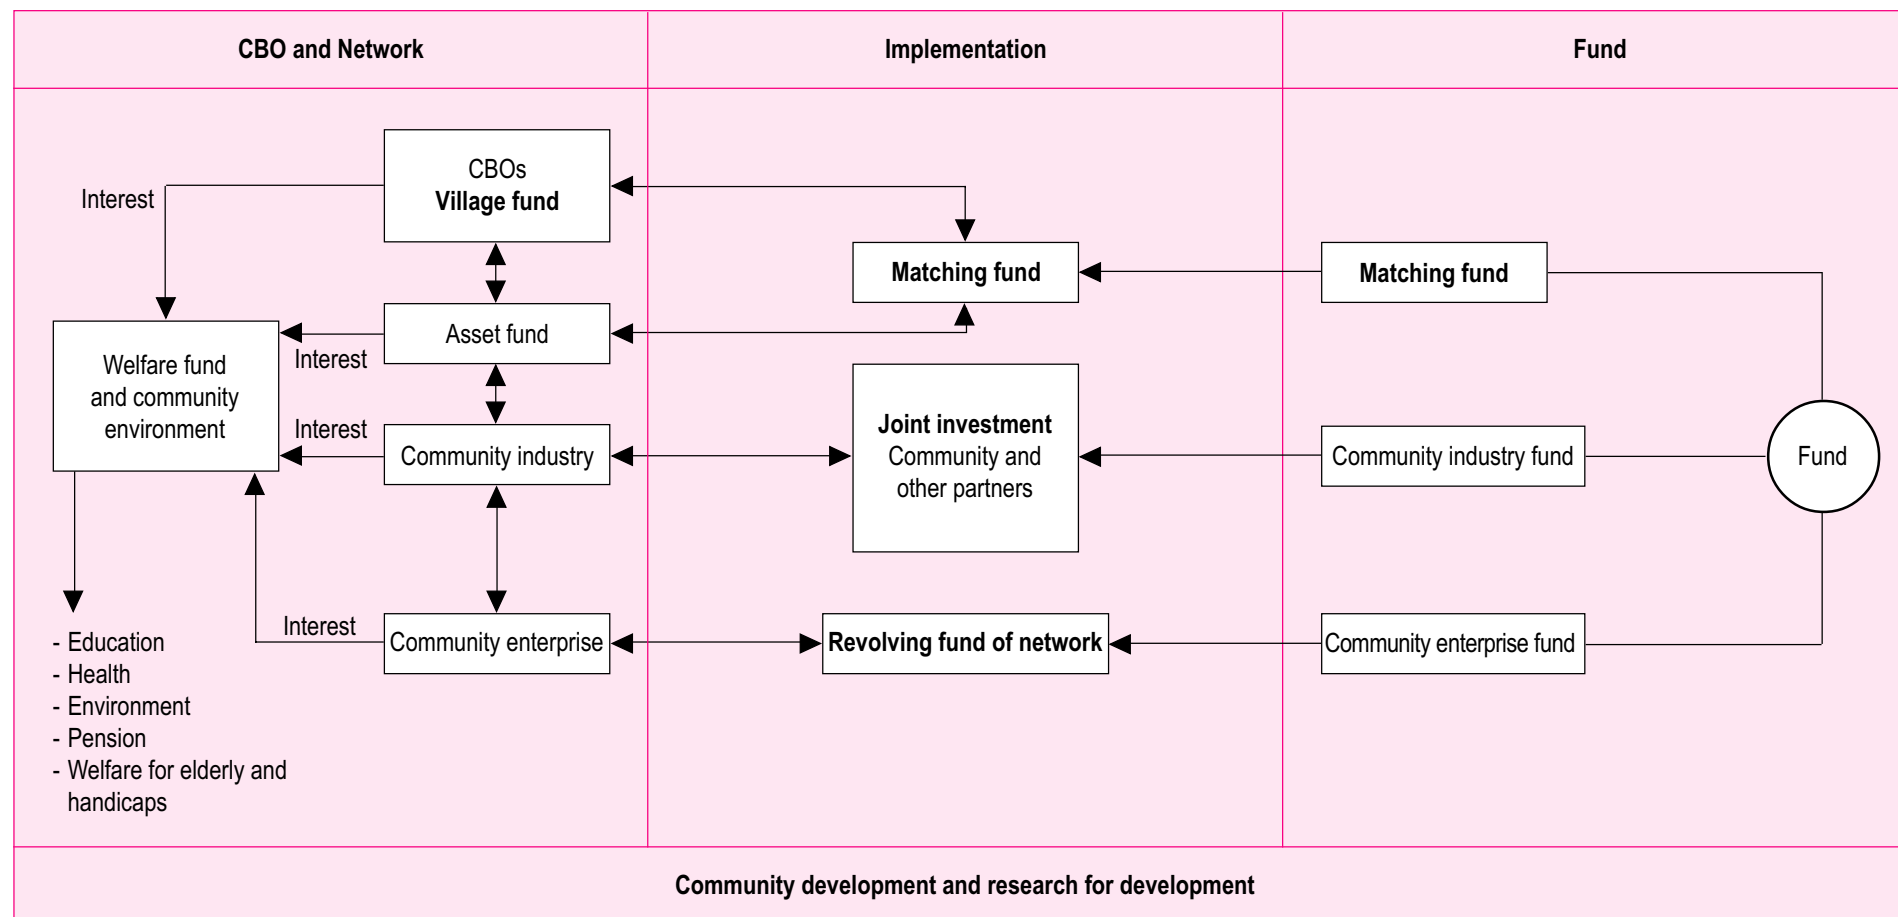 CBO and Network
Implementation
Fund
CBOs
Village fund
Interest
Matching fund
Matching fund
Asset fund
Interest
Welfare fund
and community
environment
Joint investment
Community and
other partners
Interest
Community industry
Community industry fund
Fund
Interest
Community enterprise
Revolving fund of network
Community enterprise fund
- Education
- Health
- Environment
- Pension
- Welfare for elderly and
handicaps
Community development and research for development